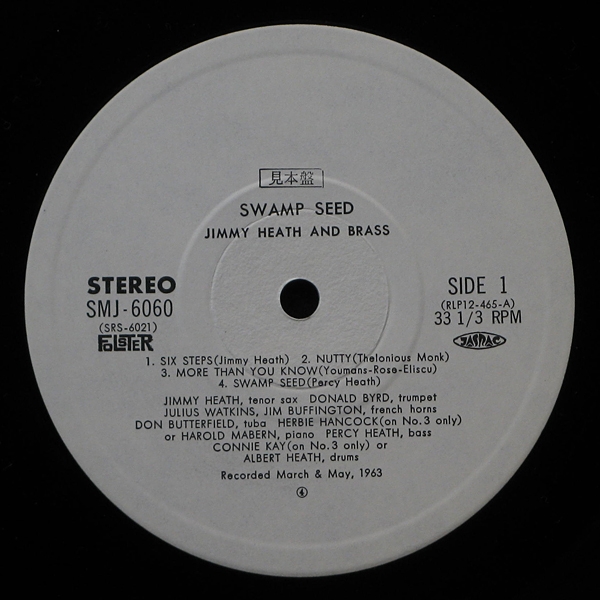 見本盤
SWAMP SEED
JIMMY HEATH AND BRASS
STEREO
SMJ-6060
(SRS-6021)
POLSTER
SIDE 1
(RLP12-465-A)
33 1/3 RPM
JASRAC
1. SIX STEPS(Jimmy Heath) 2. NUTTY(Thelonious Monk)
3. MORE THAN YOU KNOW(Youmans-Rose-Eliscu)
4. SWAMP SEED(Percy Heath)
JIMMY HEATH, tenor sax DONALD BYRD, trumpet
JULIUS WATKINS, JIM BUFFINGTON, french horns
DON BUTTERFIELD, tuba HERBIE HANCOCK(on No.3 only)
or HAROLD MABERN, piano PERCY HEATH, bass
CONNIE KAY(on No.3 only) or
ALBERT HEATH, drums
Recorded March & May, 1963